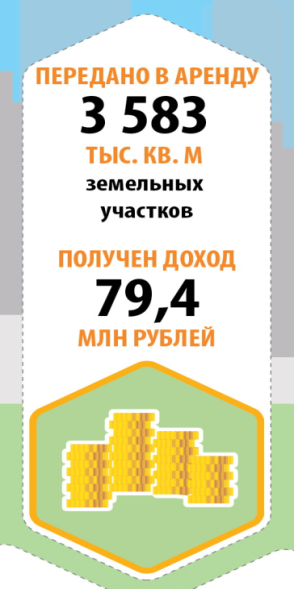 ПЕРЕДАНО В АРЕНДУ
3 583
ТЫС. КВ. М
земельных
участков
ПОЛУЧЕН ДОХОД
79,4
МЛН РУБЛЕЙ